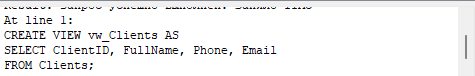 At line 1:
CREATE VIEW vw_Clients AS
SELECT ClientID, FullName, Phone, Email
FROM Clients;